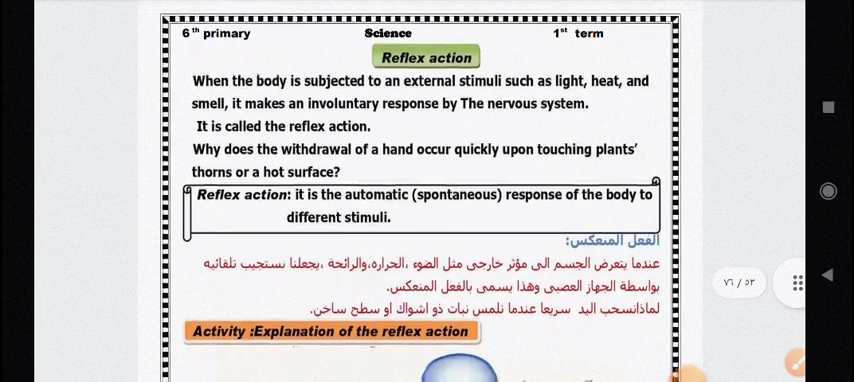 6th primary Science 1st term
Reflex action
When the body is subjected to an external stimuli such as light, heat, and
smell, it makes an involuntary response by The nervous system.
It is called the reflex action.
Why does the withdrawal of a hand occur quickly upon touching plants'
thorns or a hot surface?
Reflex action: it is the automatic (spontaneous) response of the body to
different stimuli.
الفعل المنعكس:
عندما يتعرض الجسم الى مؤثر خارجى مثل الضوء ،الحراره،والرائحة ،يجعلنا نستجيب تلقائيه
بواسطة الجهاز العصبى وهذا يسمى بالفعل المنعكس.
لماذانسحب اليد سريعا عندما نلمس نبات ذو اشواك او سطح ساخن.
٥٣ / ٧٦
Activity :Explanation of the reflex action